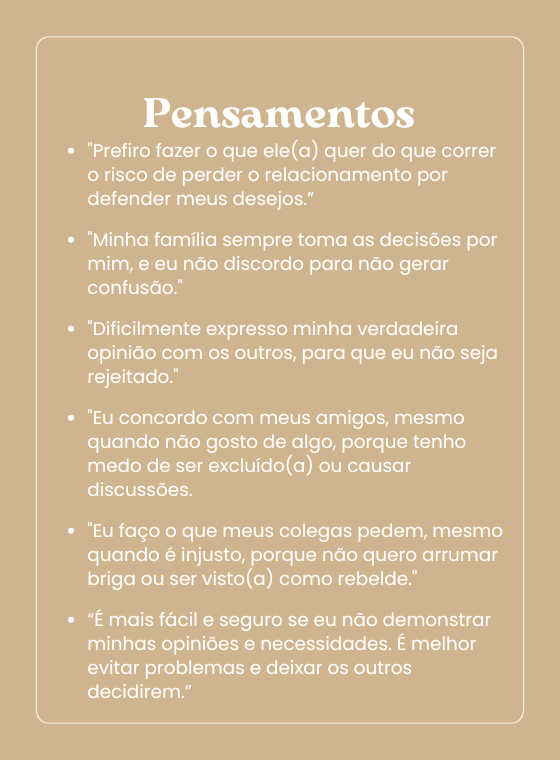 Pensamentos
• "Prefiro fazer o que ele(a) quer do que correr
o risco de perder o relacionamento por
defender meus desejos.”
• "Minha família sempre toma as decisões por
mim, e eu não discordo para não gerar
confusão."
• "Dificilmente expresso minha verdadeira
opinião com os outros, para que eu não seja
rejeitado."
• "Eu concordo com meus amigos, mesmo
quando não gosto de algo, porque tenho
medo de ser excluído(a) ou causar
discussões.
• "Eu faço o que meus colegas pedem, mesmo
quando é injusto, porque não quero arrumar
briga ou ser visto(a) como rebelde."
• “É mais fácil e seguro se eu não demonstrar
minhas opiniões e necessidades. É melhor
evitar problemas e deixar os outros
decidirem.”